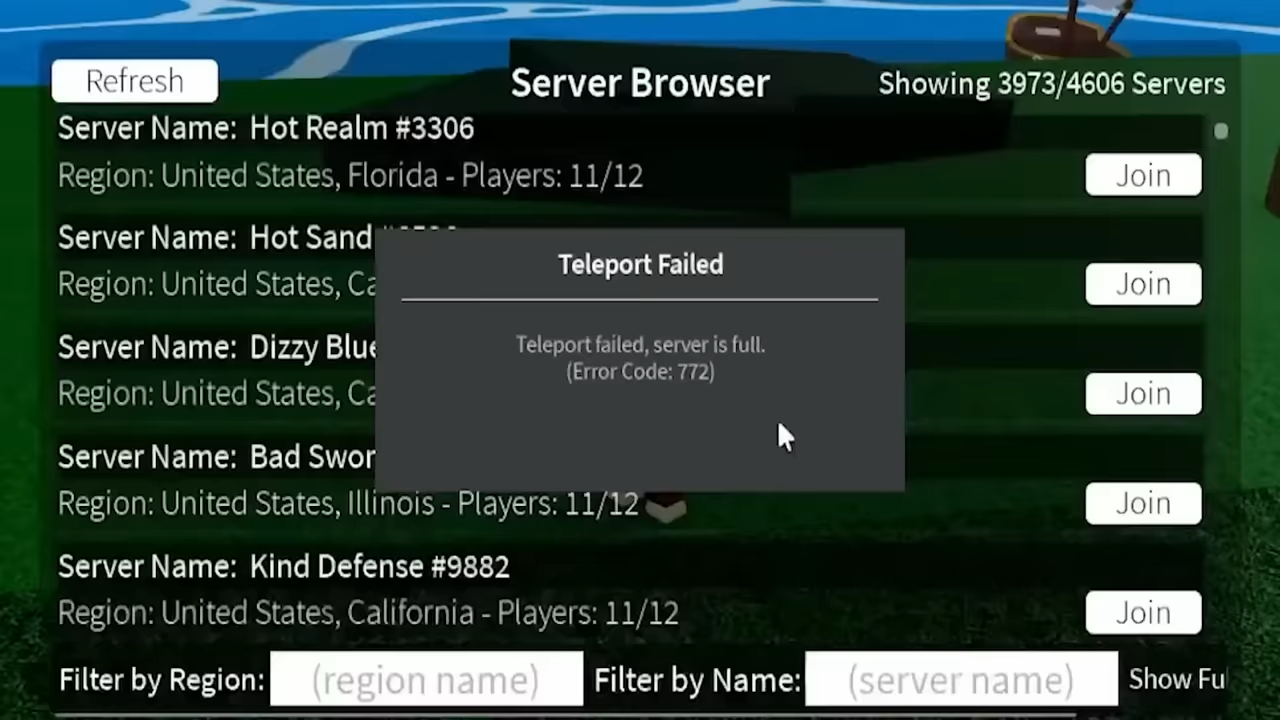 Refresh
Server Browser
Showing 3973/4606 Servers
Server Name: Hot Realm #3306
Region: United States, Florida - Players: 11/12
Join
Server Name: Hot Sand
Region: United States, Ca
Join
Server Name: Dizzy Blue
Region: United States, Ca
Join
Server Name: Bad Swor
Region: United States, Illinois - Players: 11/12
Join
Server Name: Kind Defense #9882
Region: United States, California - Players: 11/12
Join
Teleport Failed
Teleport failed, server is full.
(Error Code: 772)
Filter by Region: (region name) Filter by Name: (server name) Show Fu